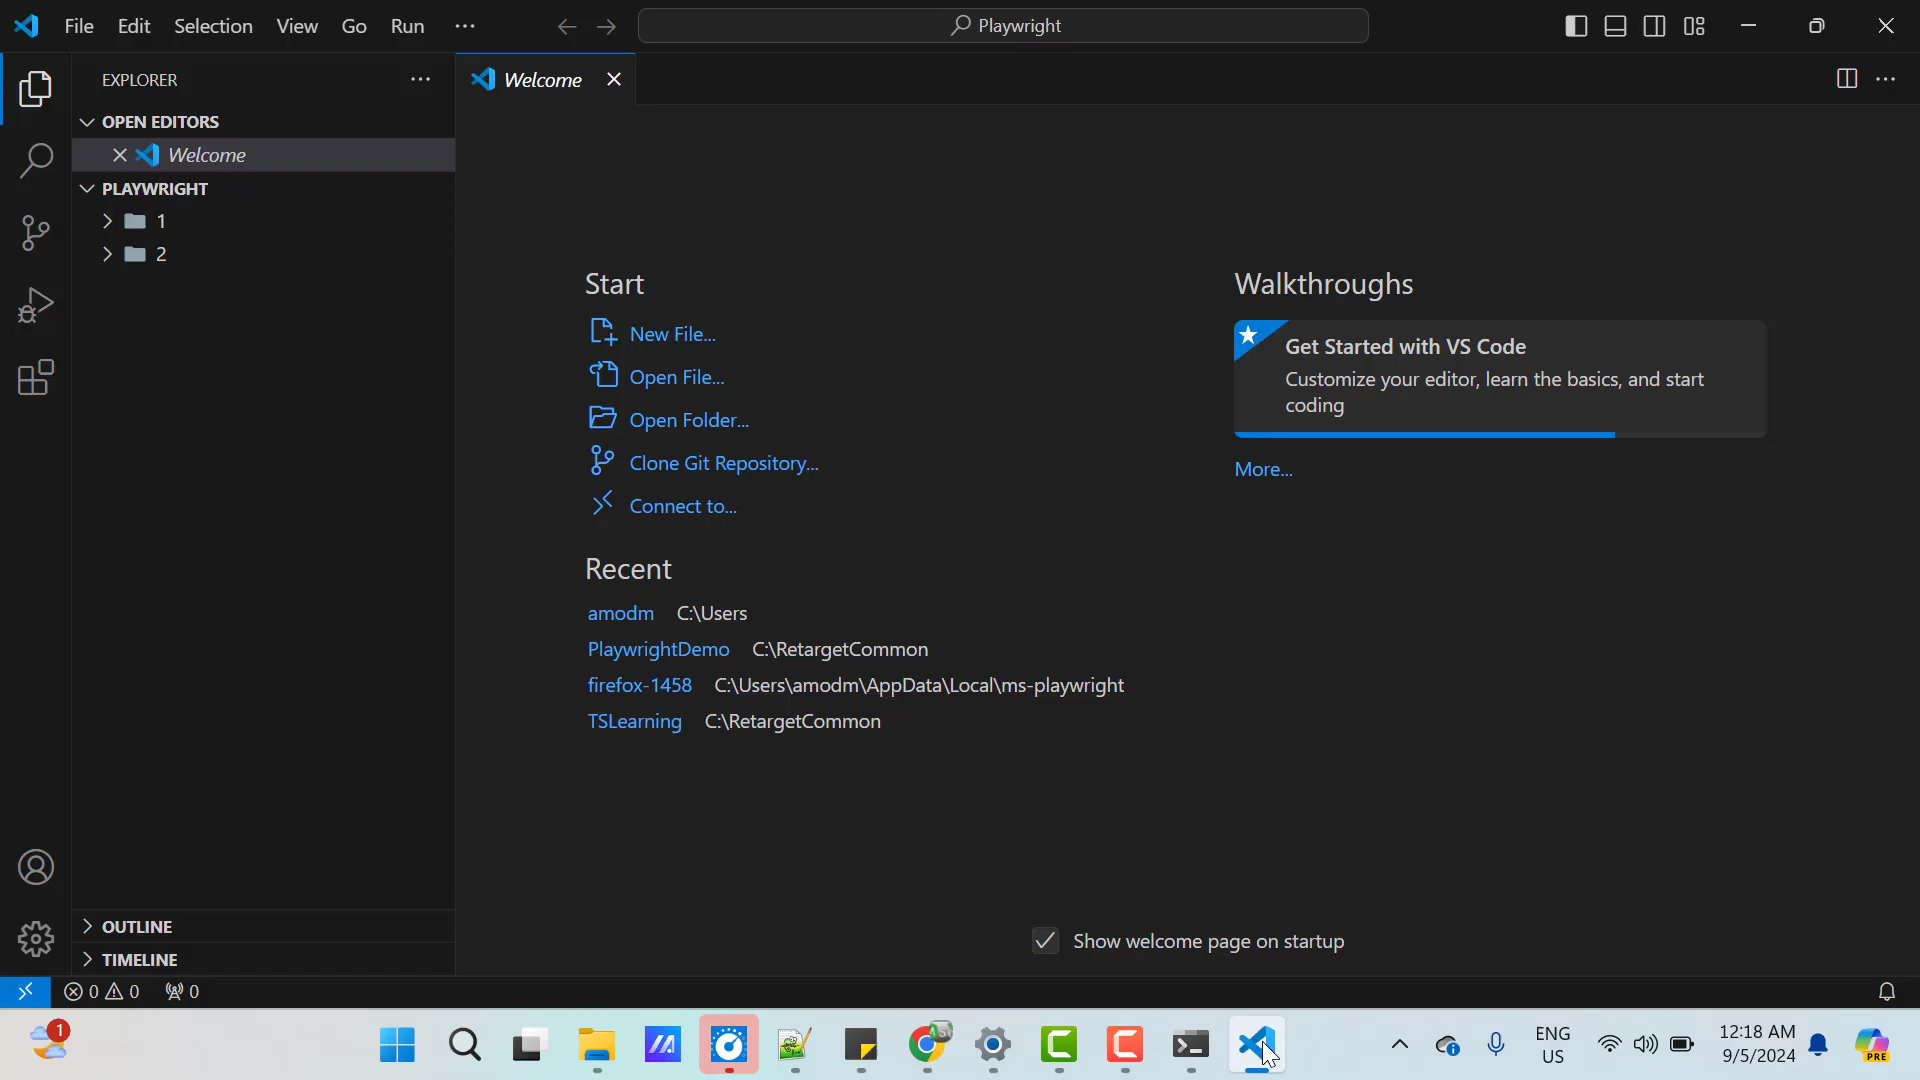 File Edit Selection View Go Run
Playwright
EXPLORER
Welcome
OPEN EDITORS
Welcome
PLAYWRIGHT
1
2
Start
New File...
Open File...
Open Folder...
Clone Git Repository...
Connect to...
Recent
amodm C:\Users
PlaywrightDemo C:\RetargetCommon
firefox-1458 C:\Users\amodm\AppData\Local\ms-playwright
TSLearning C:\RetargetCommon
Walkthroughs
Get Started with VS Code
Customize your editor, learn the basics, and start
coding
More...
Show welcome page on startup
OUTLINE
TIMELINE
0 0 0
1
ENG
US
12:18 AM
9/5/2024
PRE